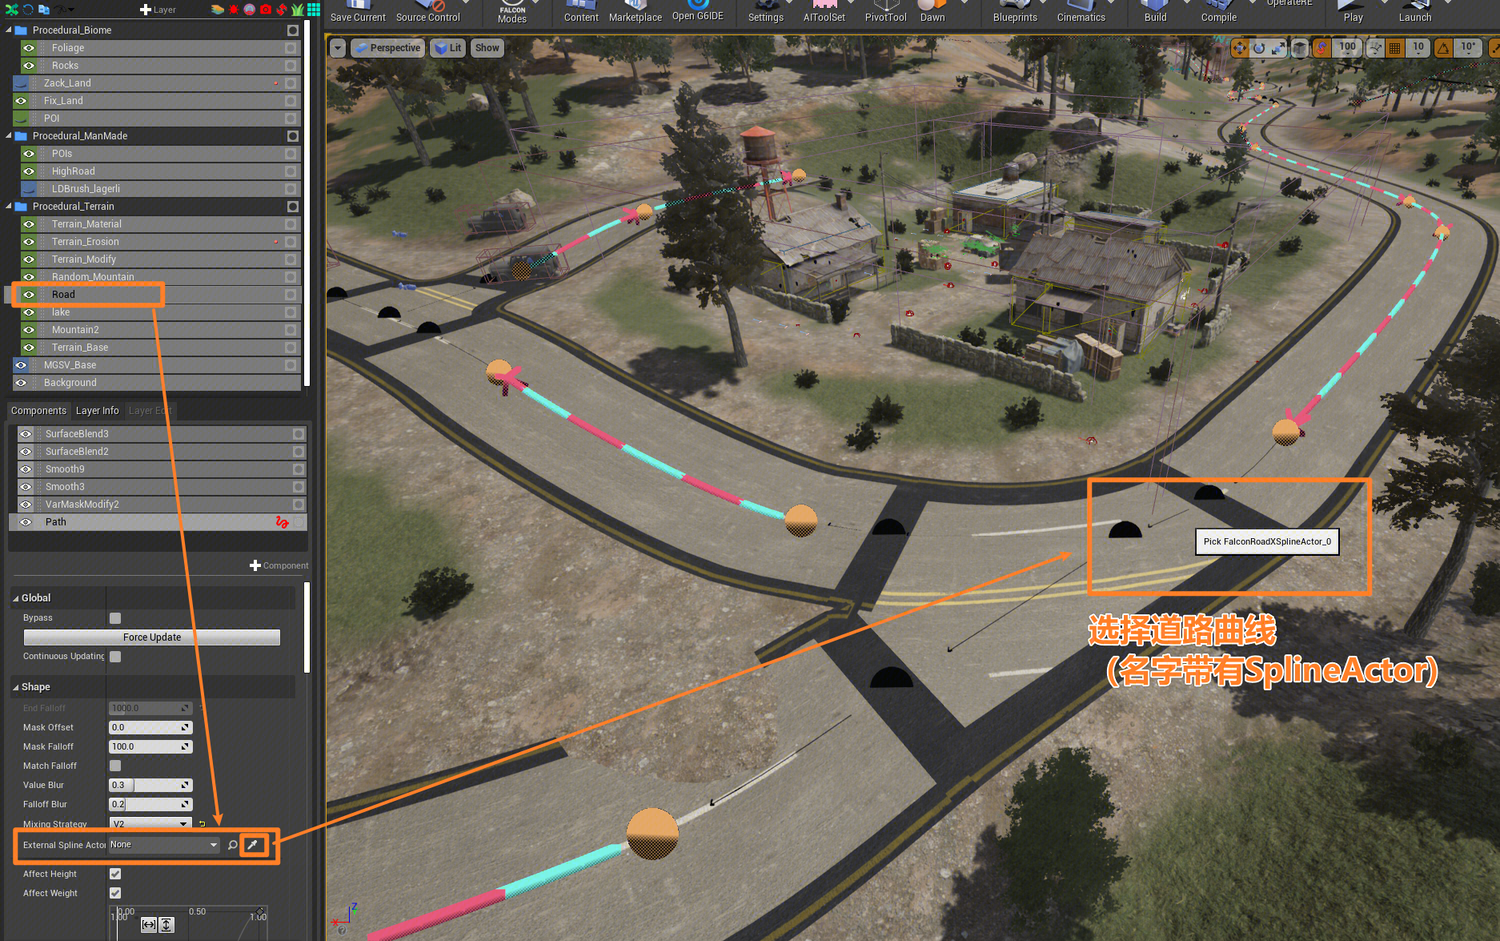 Layer
Save Current
Source Control
FALCON
Modes
Content
Marketplace
Open G6IDE
Settings
AIToolSet
PivotTool
Dawn
Blueprints
Cinematics
Build
Compile
OperateRE
Play
Launch
Procedural_Biome
Foliage
Rocks
Zack_Land
Fix_Land
POI
Procedural_ManMade
POIs
HighRoad
LDBrush_lagerli
Procedural_Terrain
Terrain_Material
Terrain_Erosion
Terrain_Modify
Random_Mountain
Road
lake
Mountain2
Terrain_Base
MGSV_Base
Background
Components
Layer Info
Layer Edit
SurfaceBlend3
SurfaceBlend2
Smooth9
Smooth3
VarMaskModify2
Path
Component
Global
Bypass
Force Update
Continuous Updating
Shape
End Falloff 1000.0
Mask Offset 0.0
Mask Falloff 100.0
Match Falloff
Value Blur 0.3
Falloff Blur 0.2
Mixing Strategy V2
External Spline Actor None
Affect Height
Affect Weight
0.00 0.50 1.00
1.00
Perspective
Lit
Show
100
10
10°
Pick FalconRoadXSplineActor_0
选择道路曲线
（名字带有SplineActor）
Z